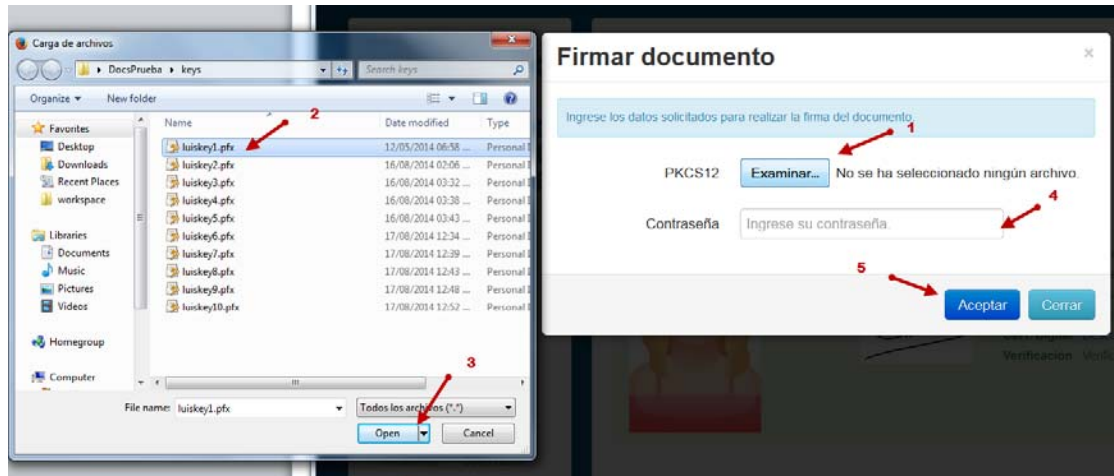 Carga de archivos
DocsPrueba ▸ keys
Search keys
Organize
New folder
Favorites
Desktop
Downloads
Recent Places
workspace
Libraries
Documents
Music
Pictures
Videos
Homegroup
Computer
Name 2 Date modified Type
luiskey1.pfx 12/05/2014 06:58 ... Personal I
luiskey2.pfx 16/08/2014 02:06 ... Personal I
luiskey3.pfx 16/08/2014 03:32 ... Personal I
luiskey4.pfx 16/08/2014 03:38 ... Personal I
luiskey5.pfx 16/08/2014 03:43 ... Personal I
luiskey6.pfx 17/08/2014 12:34 ... Personal I
luiskey7.pfx 17/08/2014 12:39 ... Personal I
luiskey8.pfx 17/08/2014 12:43 ... Personal I
luiskey9.pfx 17/08/2014 12:48 ... Personal I
luiskey10.pfx 17/08/2014 12:52 ... Personal I
3
File name: luiskey1.pfx
Todos los archivos (*.*)
Open
Cancel
Firmar documento
×
Ingrese los datos solicitados para realizar la firma del documento.
1
PKCS12 Examinar... No se ha seleccionado ningún archivo.
4
Contraseña Ingrese su contraseña
5
Aceptar Cerrar
Verificación